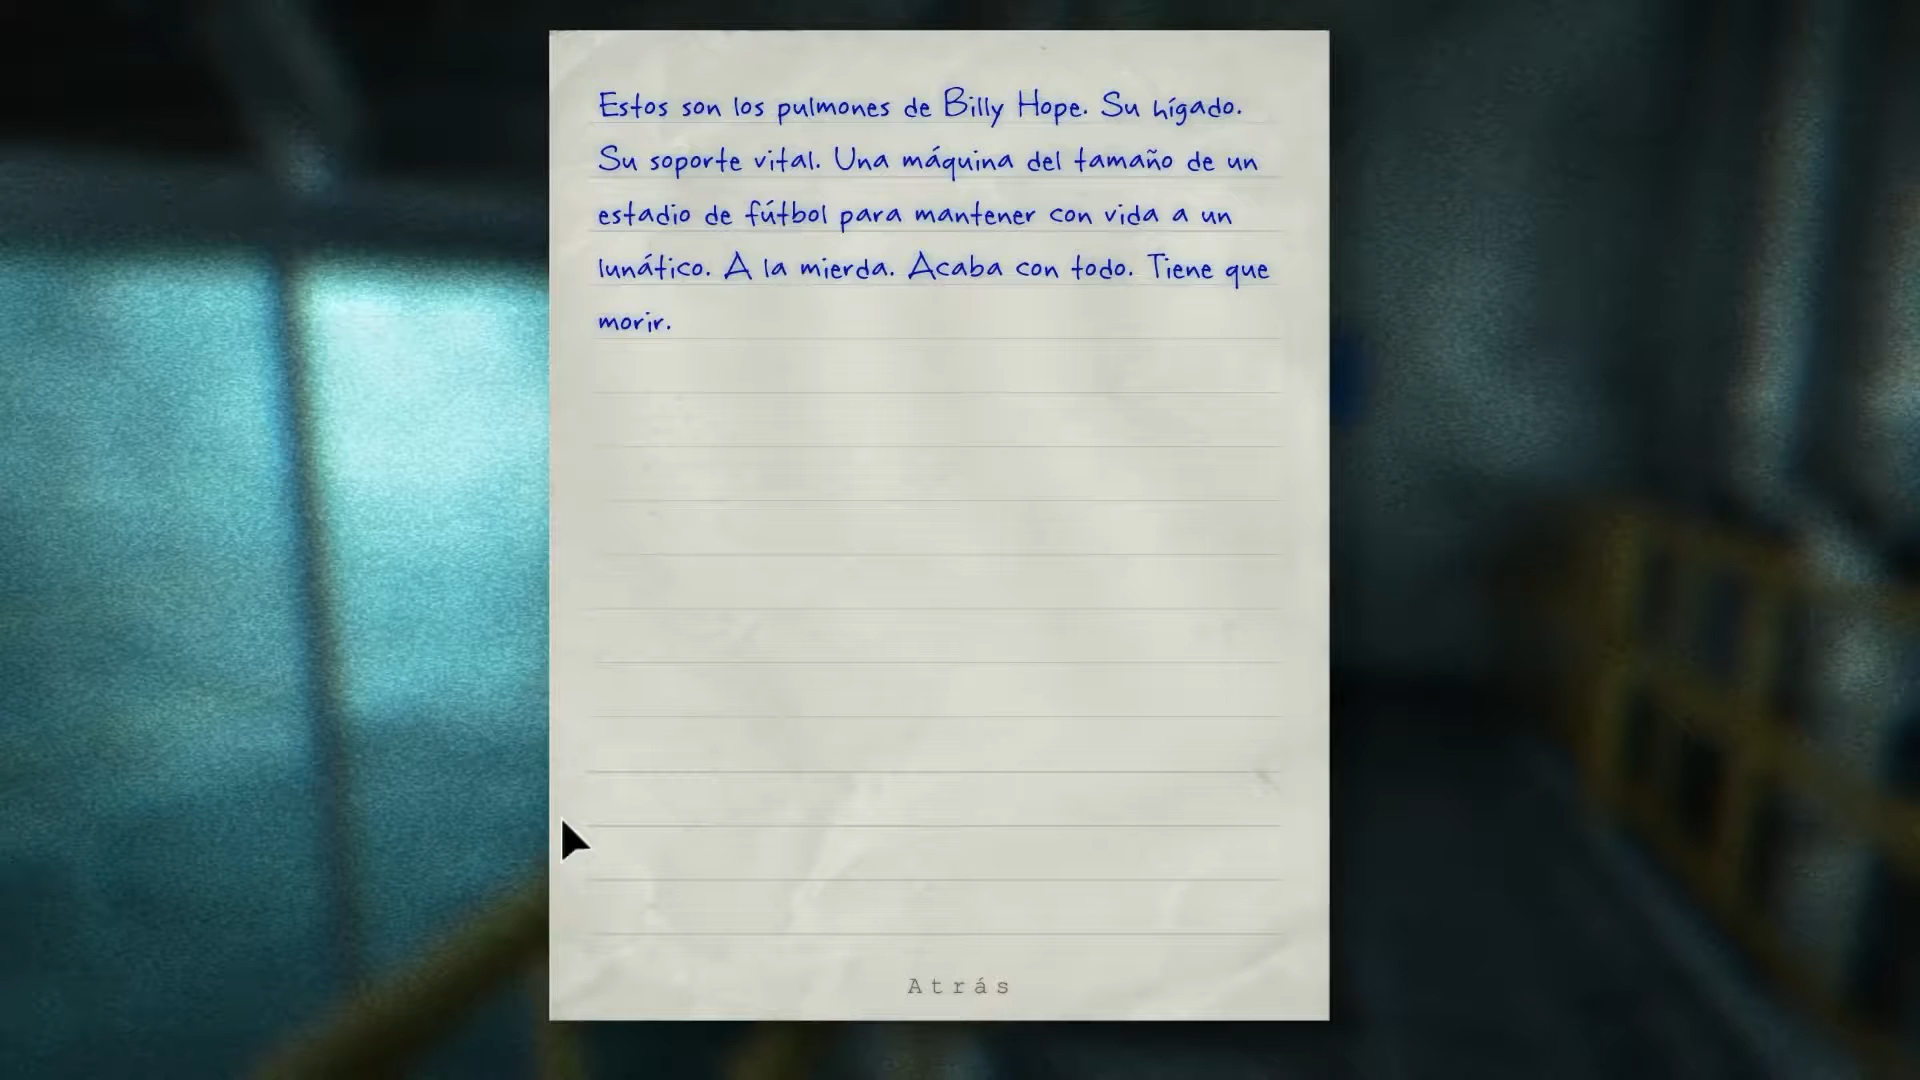 Estos son los pulmones de Billy Hope. Su hígado.
Su soporte vital. Una máquina del tamaño de un
estadio de fútbol para mantener con vida a un
lunático. A la mierda. Acaba con todo. Tiene que
morir.
Atrás